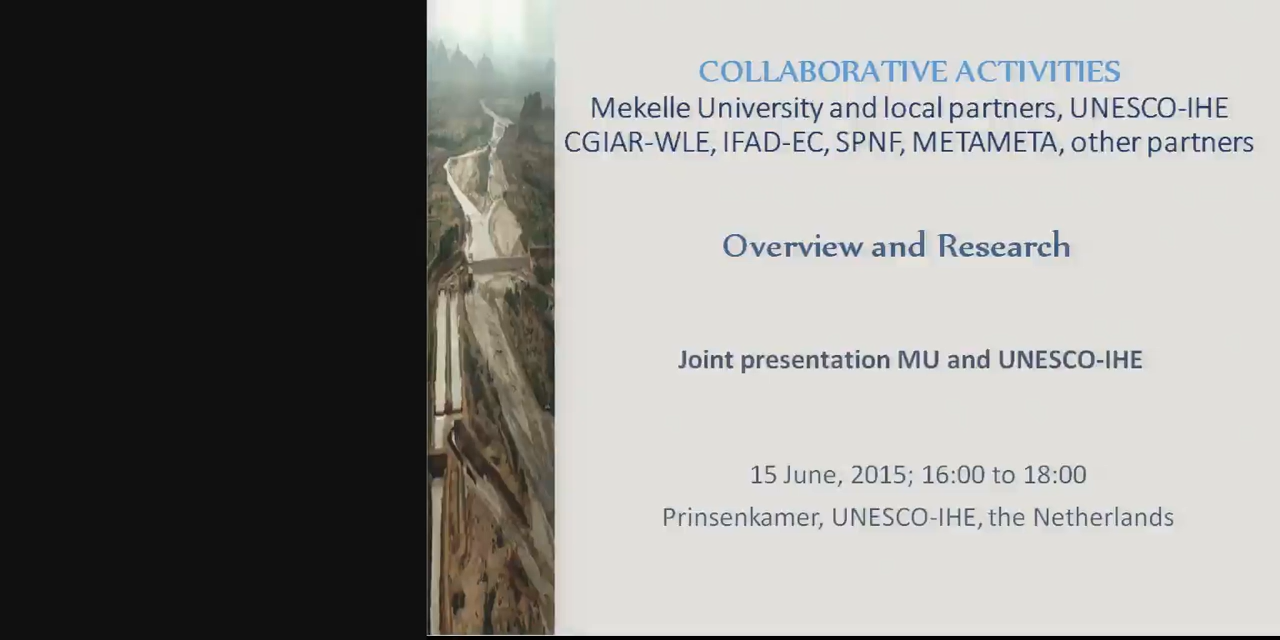 COLLABORATIVE ACTIVITIES
Mekelle University and local partners, UNESCO-IHE
CGIAR-WLE, IFAD-EC, SPNF, METAMETA, other partners
Overview and Research
Joint presentation MU and UNESCO-IHE
15 June, 2015; 16:00 to 18:00
Prinsenkamer, UNESCO-IHE, the Netherlands